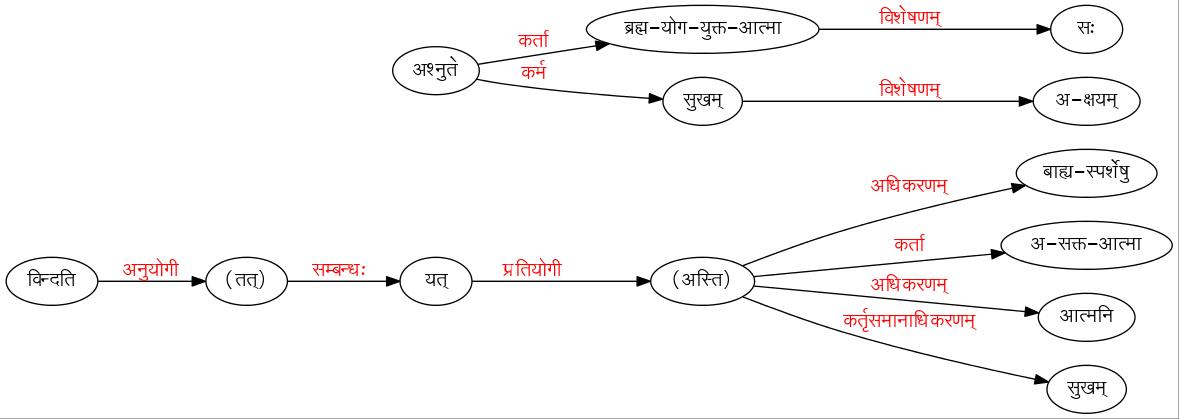 विशेषणम्
ब्रह्म-योग-युक्त-आत्मा
सः
कर्ता
अश्नुते
कर्म
विशेषणम्
सुखम्
अ-क्षयम्
बाह्य-स्पर्शेषु
अधिकरणम्
कर्ता
अ-सक्त-आत्मा
विन्दति
अनुयोगी
(तत्)
सम्बन्धः
यत्
प्रतियोगी
(अस्ति)
अधिकरणम्
आत्मनि
कर्तृसमानाधिकरणम्
सुखम्